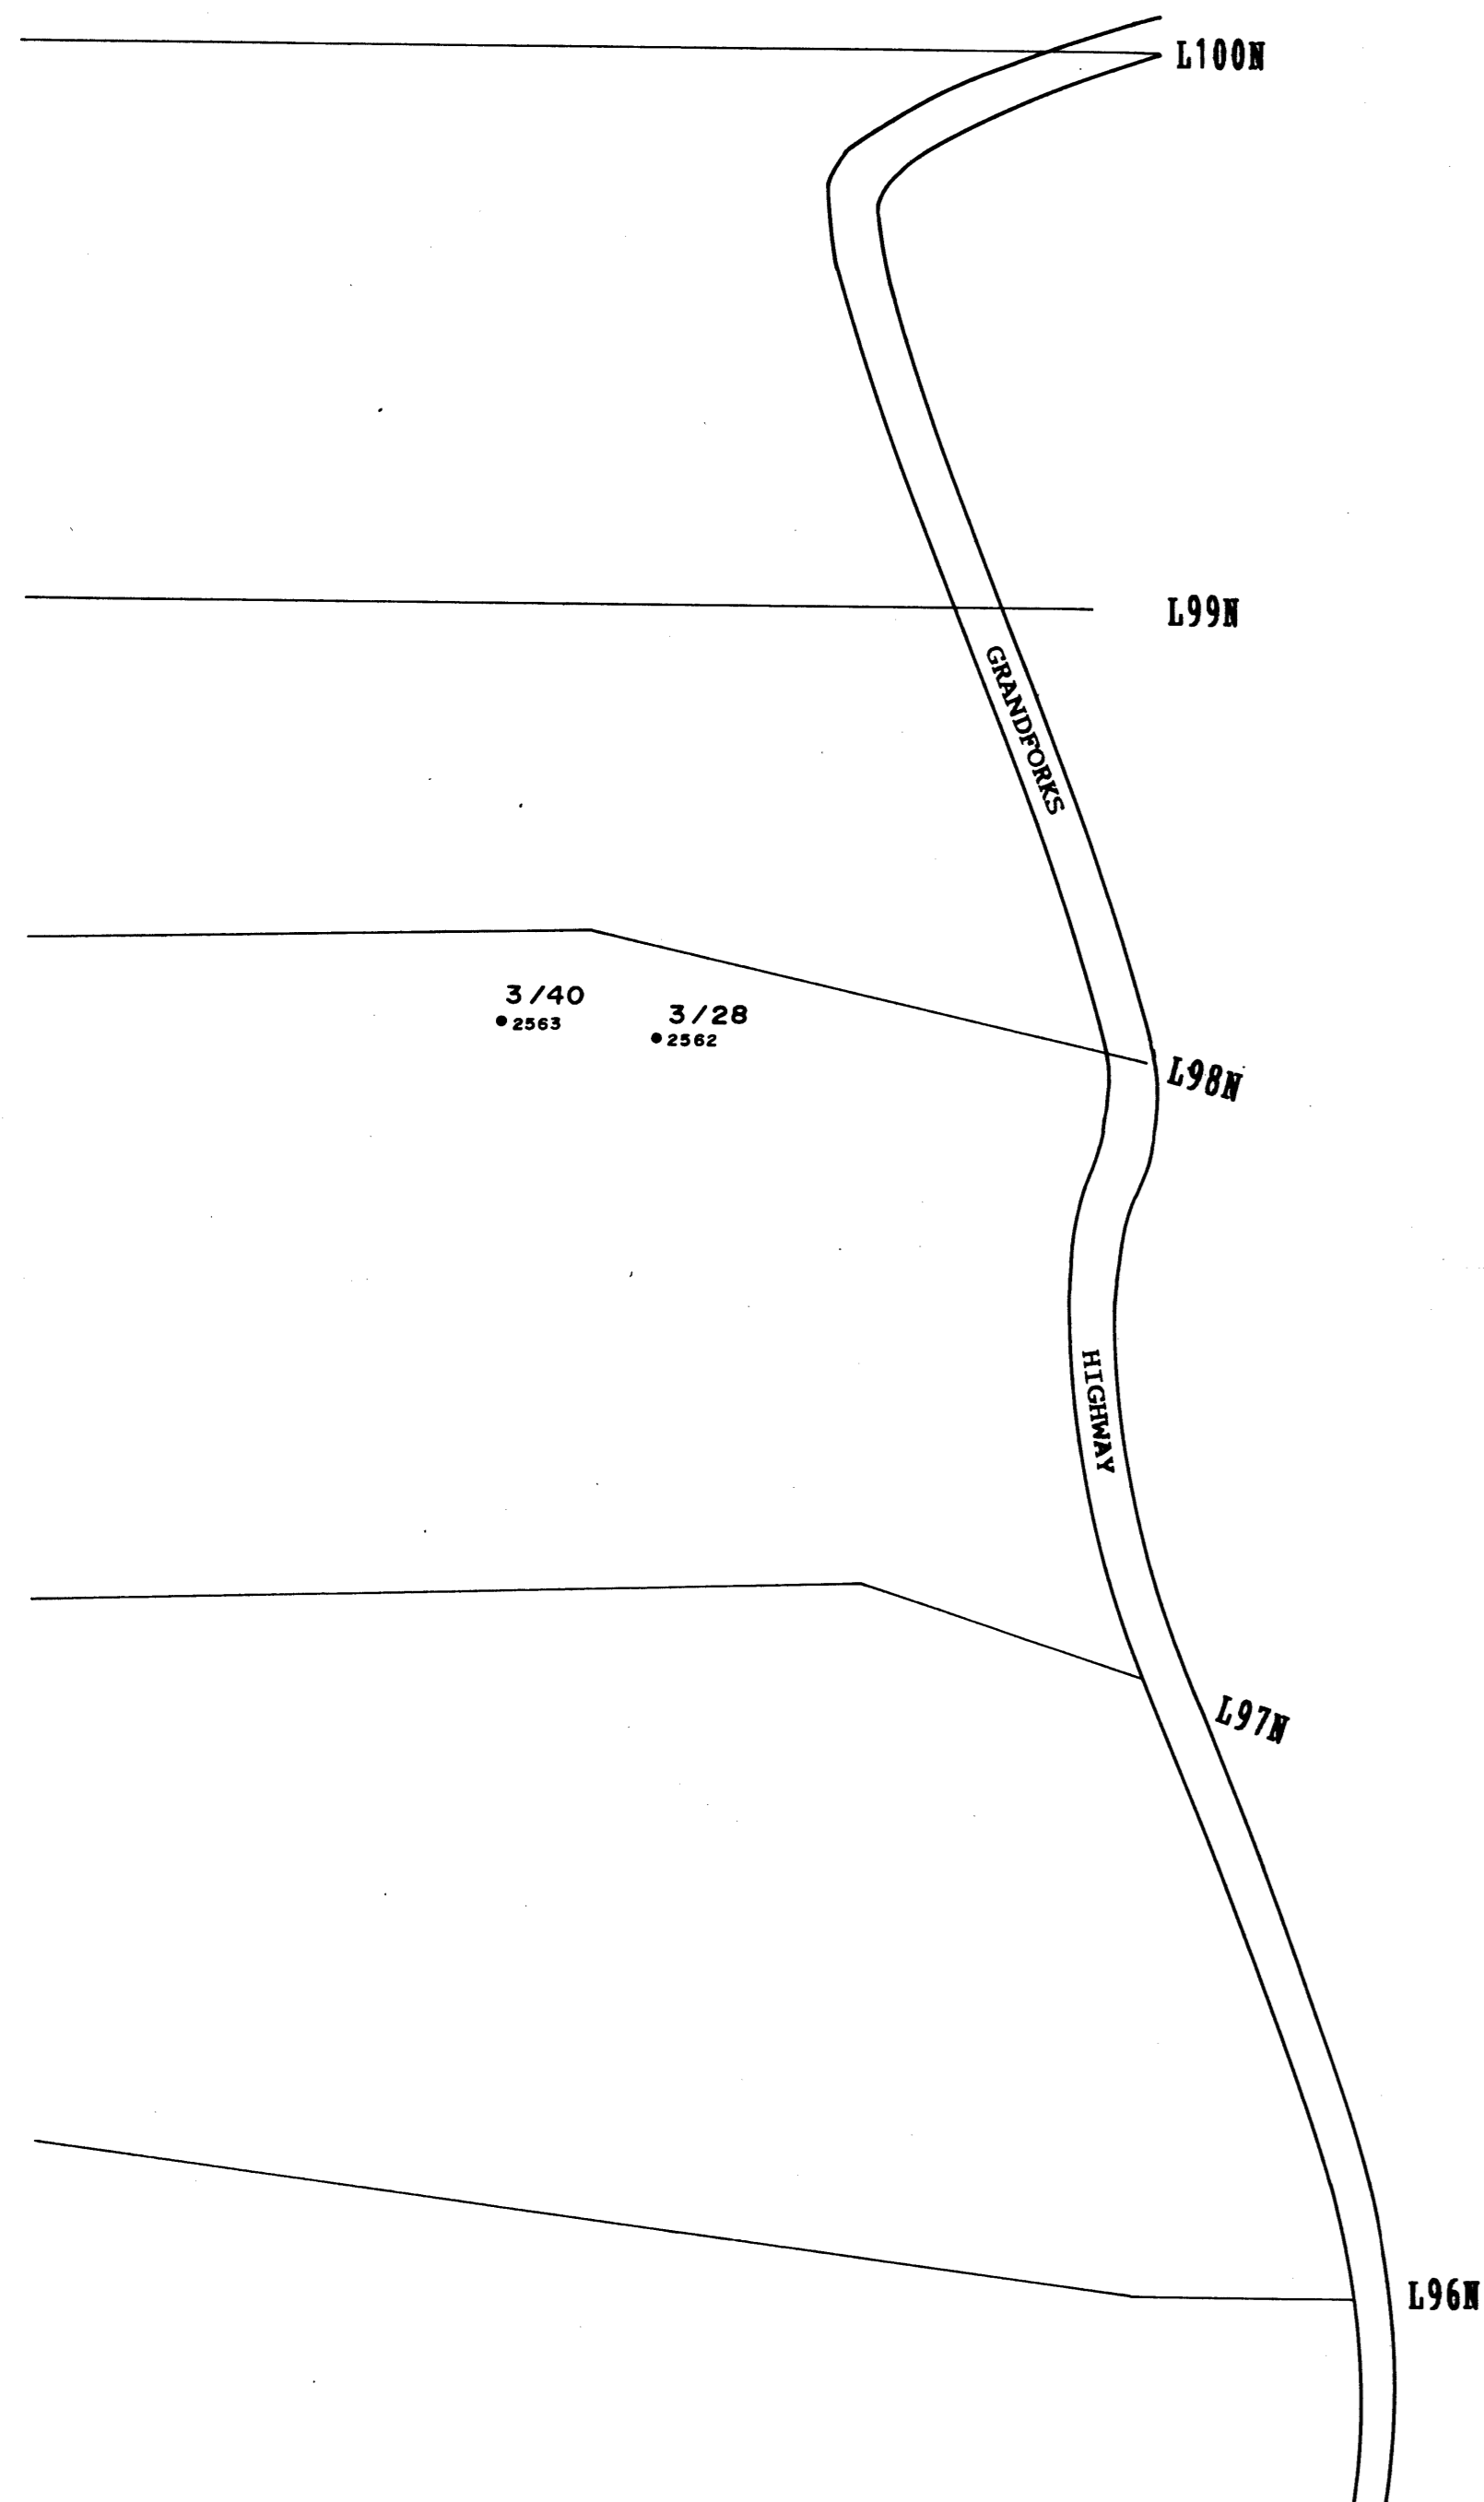 L100N
L99N
GRANDFORKS
3/40
2563
3/28
2562
L98N
HIGHWAY
L97N
L96N